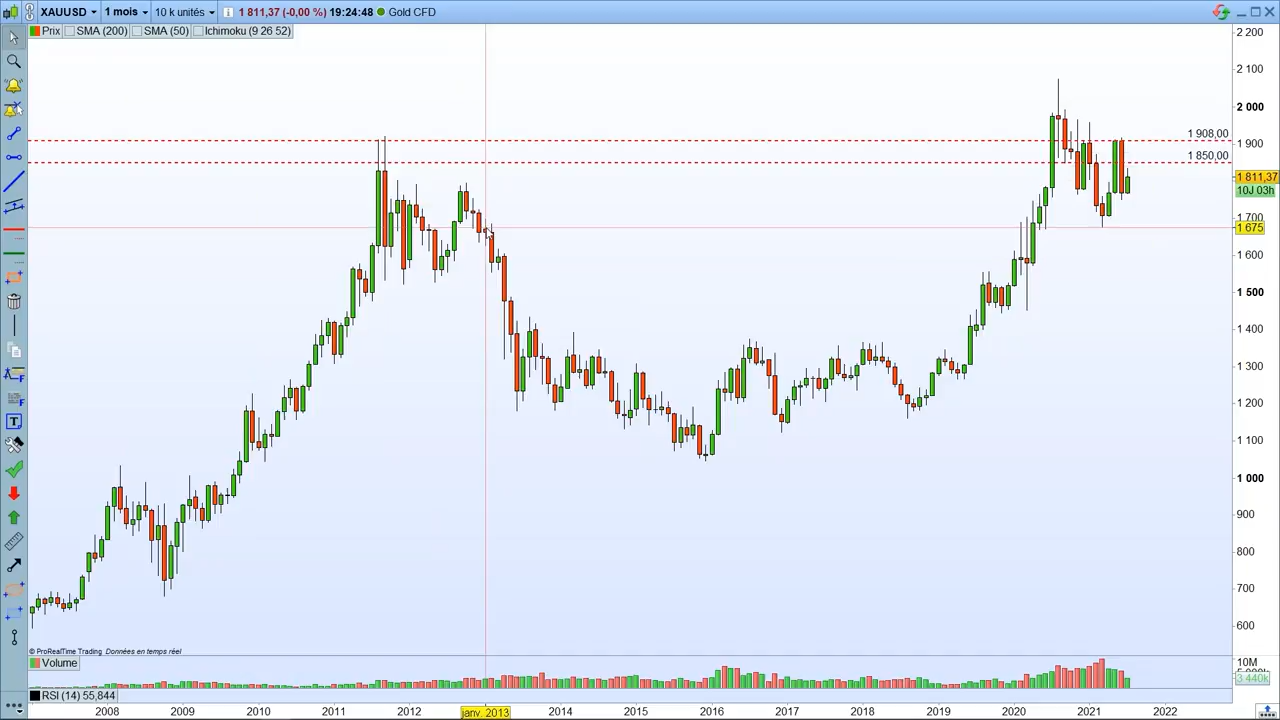 XAUUSD 1 mois 10 k unités 1 811,37 (-0,00 %) 19:24:48 Gold CFD
Prix SMA (200) SMA (50) Ichimoku (9 26 52)
2 200
2 100
2 000
1 908,00
1 900
1 850,00
1 811,37
10J 03h
1 700
1 675
1 600
1 500
1 400
1 300
1 200
1 100
1 000
900
800
700
600
© ProRealTime Trading Données en temps réel
Volume
10M
3 440k
RSI (14) 55,844
2008 2009 2010 2011 2012 janv. 2013 2014 2015 2016 2017 2018 2019 2020 2021 2022